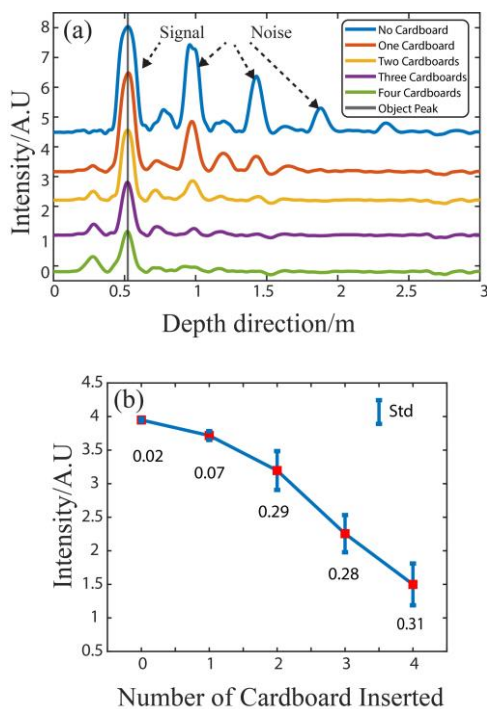 (a)
Signal
Noise
No Cardboard
One Cardboard
Two Cardboards
Three Cardboards
Four Cardboards
Object Peak
Intensity/A.U
8
7
6
5
4
3
2
1
0
0
0.5
1
1.5
2
2.5
3
Depth direction/m
(b)
Std
Intensity/A.U
4.5
4
3.5
3
2.5
2
1.5
1
0.5
0.02
0.07
0.29
0.28
0.31
0
1
2
3
4
Number of Cardboard Inserted